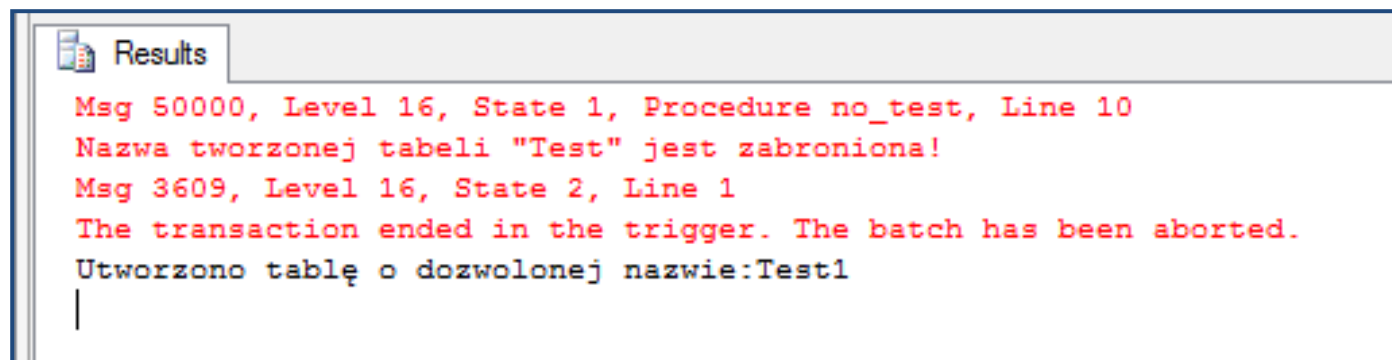 Results
Msg 50000, Level 16, State 1, Procedure no_test, Line 10
Nazwa tworzonej tabeli "Test" jest zabroniona!
Msg 3609, Level 16, State 2, Line 1
The transaction ended in the trigger. The batch has been aborted.
Utworzono tablę o dozwolonej nazwie:Test1